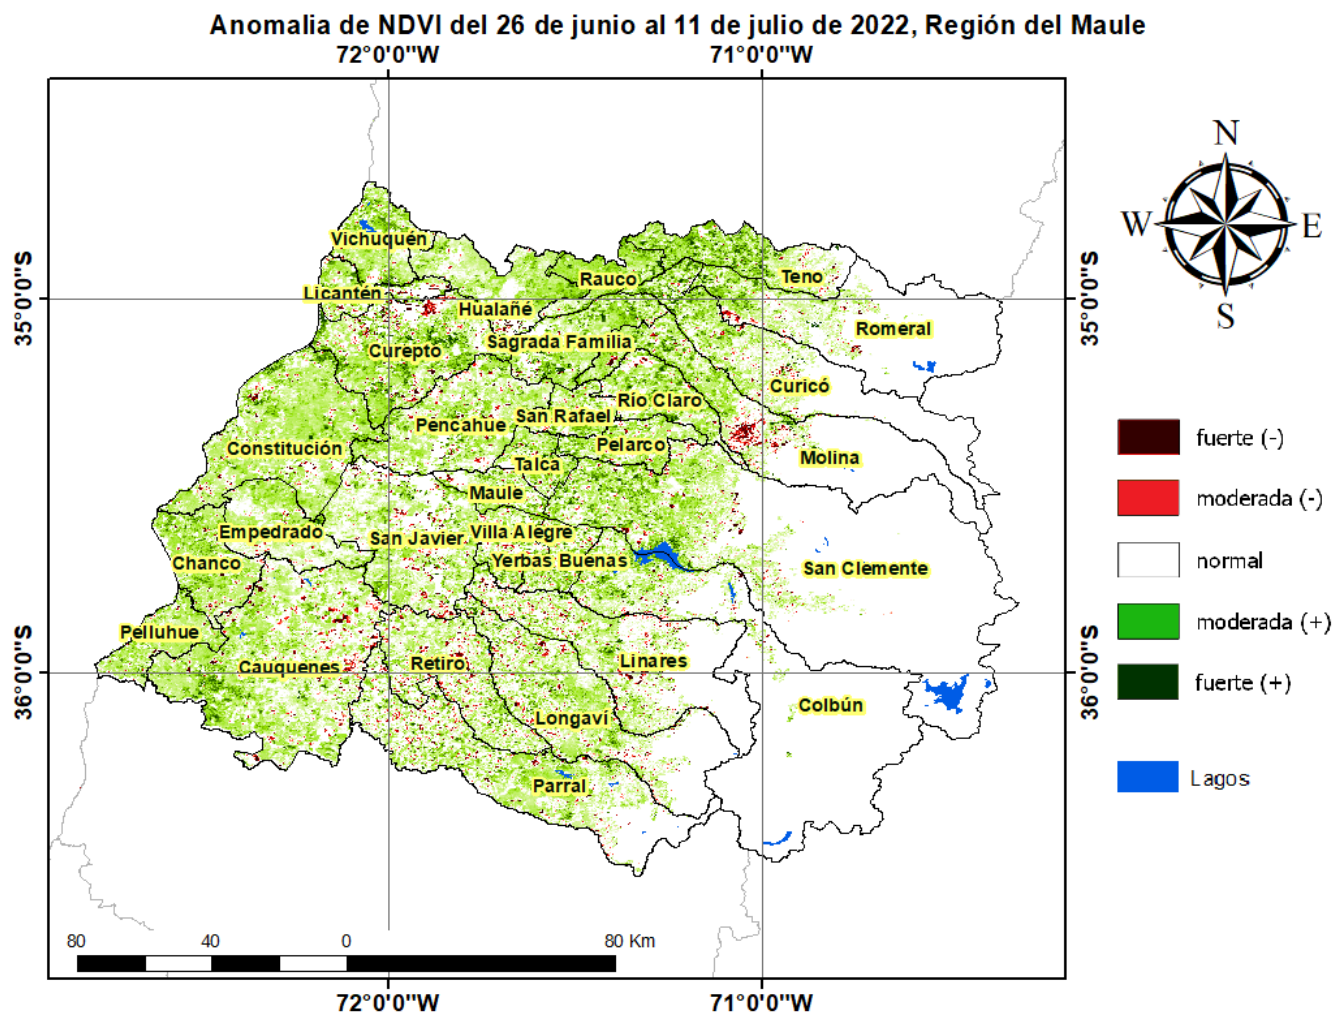 Anomalia de NDVI del 26 de junio al 11 de julio de 2022, Región del Maule
72°0'0"W 71°0'0"W
N
W E
S
35°0'0"S
35°0'0"S
36°0'0"S
36°0'0"S
Vichuquén
Licantén
Hualañé
Rauco
Teno
Romeral
Sagrada Familia
Curepto
Curicó
Río Claro
San Rafael
Pencahue
Pelarco
Constitución
Molina
Talca
Maule
Empedrado
San Javier
Villa Alegre
Yerbas Buenas
Chanco
San Clemente
Pelluhue
Cauquenes
Retiro
Linares
Colbún
Longaví
Parral
fuerte (-)
moderada (-)
normal
moderada (+)
fuerte (+)
Lagos
80 40 0 80 Km
72°0'0"W 71°0'0"W